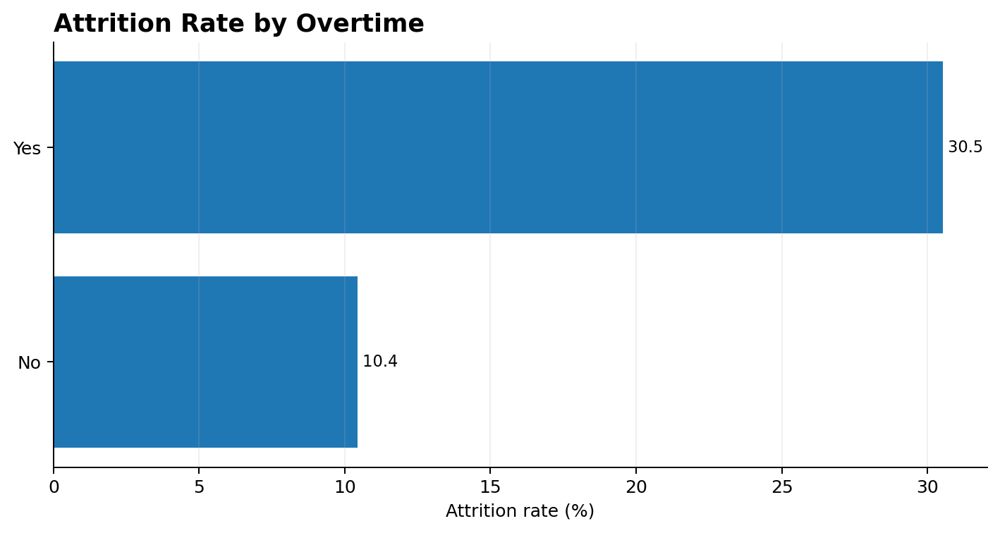 Attrition Rate by Overtime
Yes
30.5
No
10.4
0 5 10 15 20 25 30
Attrition rate (%)